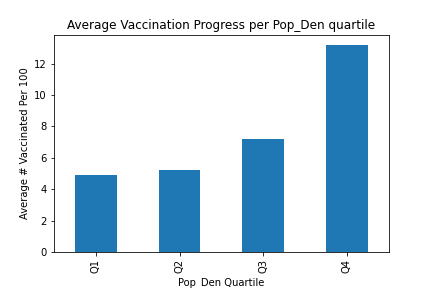 Average Vaccination Progress per Pop_Den quartile
Average # Vaccinated Per 100
12
10
8
6
4
2
0
Q1
Q2
Q3
Q4
Pop_Den Quartile